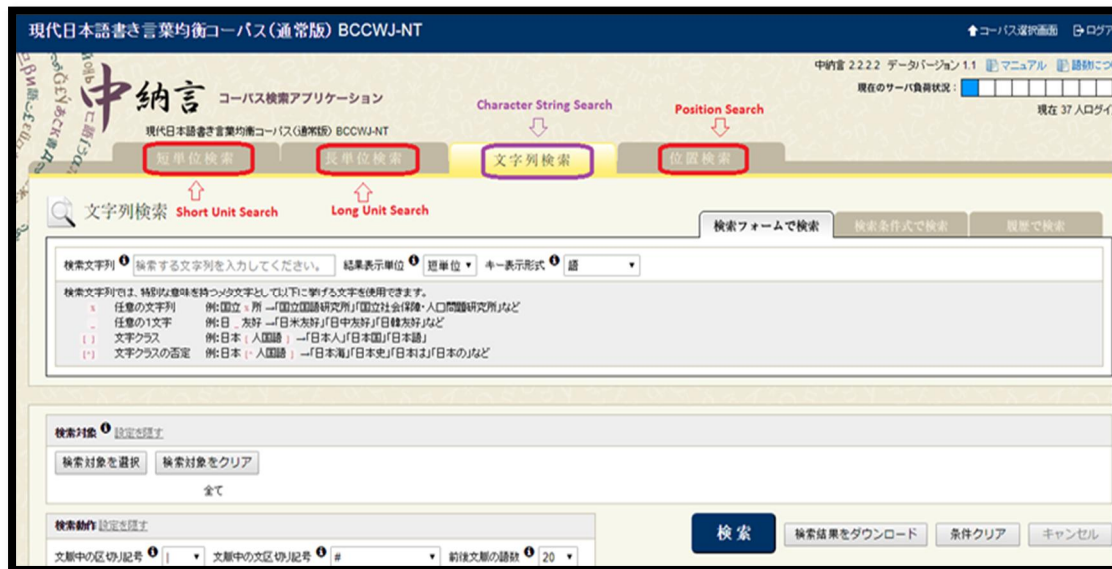 現代日本語書き言葉均衡コーパス(通常版) BCCWJ-NT
コーパス選択画面 ログア
中納言 2.2.2.2 データバージョン 1.1 マニュアル 語数につ
現在のサーバ負荷状況:
現在 37 人ログイ
中納言 コーパス検索アプリケーション
現代日本語書き言葉均衡コーパス(通常版) BCCWJ-NT
Character String Search
Position Search
短単位検索 長単位検索 文字列検索 位置検索
文字列検索
Short Unit Search
Long Unit Search
検索フォームで検索 検索条件式で検索 履歴で検索
検索文字列 検索する文字列を入力してください。 結果表示単位 短単位 キー表示形式 語
検索文字列では、特別な意味を持つメタ文字として以下に挙げる文字を使用できます。
% 任意の文字列 例:国立 % 所 →「国立国語研究所」「国立社会保障・人口問題研究所」など
_ 任意の1文字 例:日 _ 友好 →「日米友好」「日中友好」「日韓友好」など
[ ] 文字クラス 例:日本 [ 人国語 ] →「日本人」「日本国」「日本語」
[^] 文字クラスの否定 例:日本 [^ 人国語 ] →「日本海」「日本史」「日本は」「日本の」など
検索対象 設定を隠す
検索対象を選択 検索対象をクリア
全て
検索動作 設定を隠す
文脈中の区切り記号 | 文脈中の文区切り記号 # 前後文脈の語数 20
検索 検索結果をダウンロード 条件クリア キャンセル